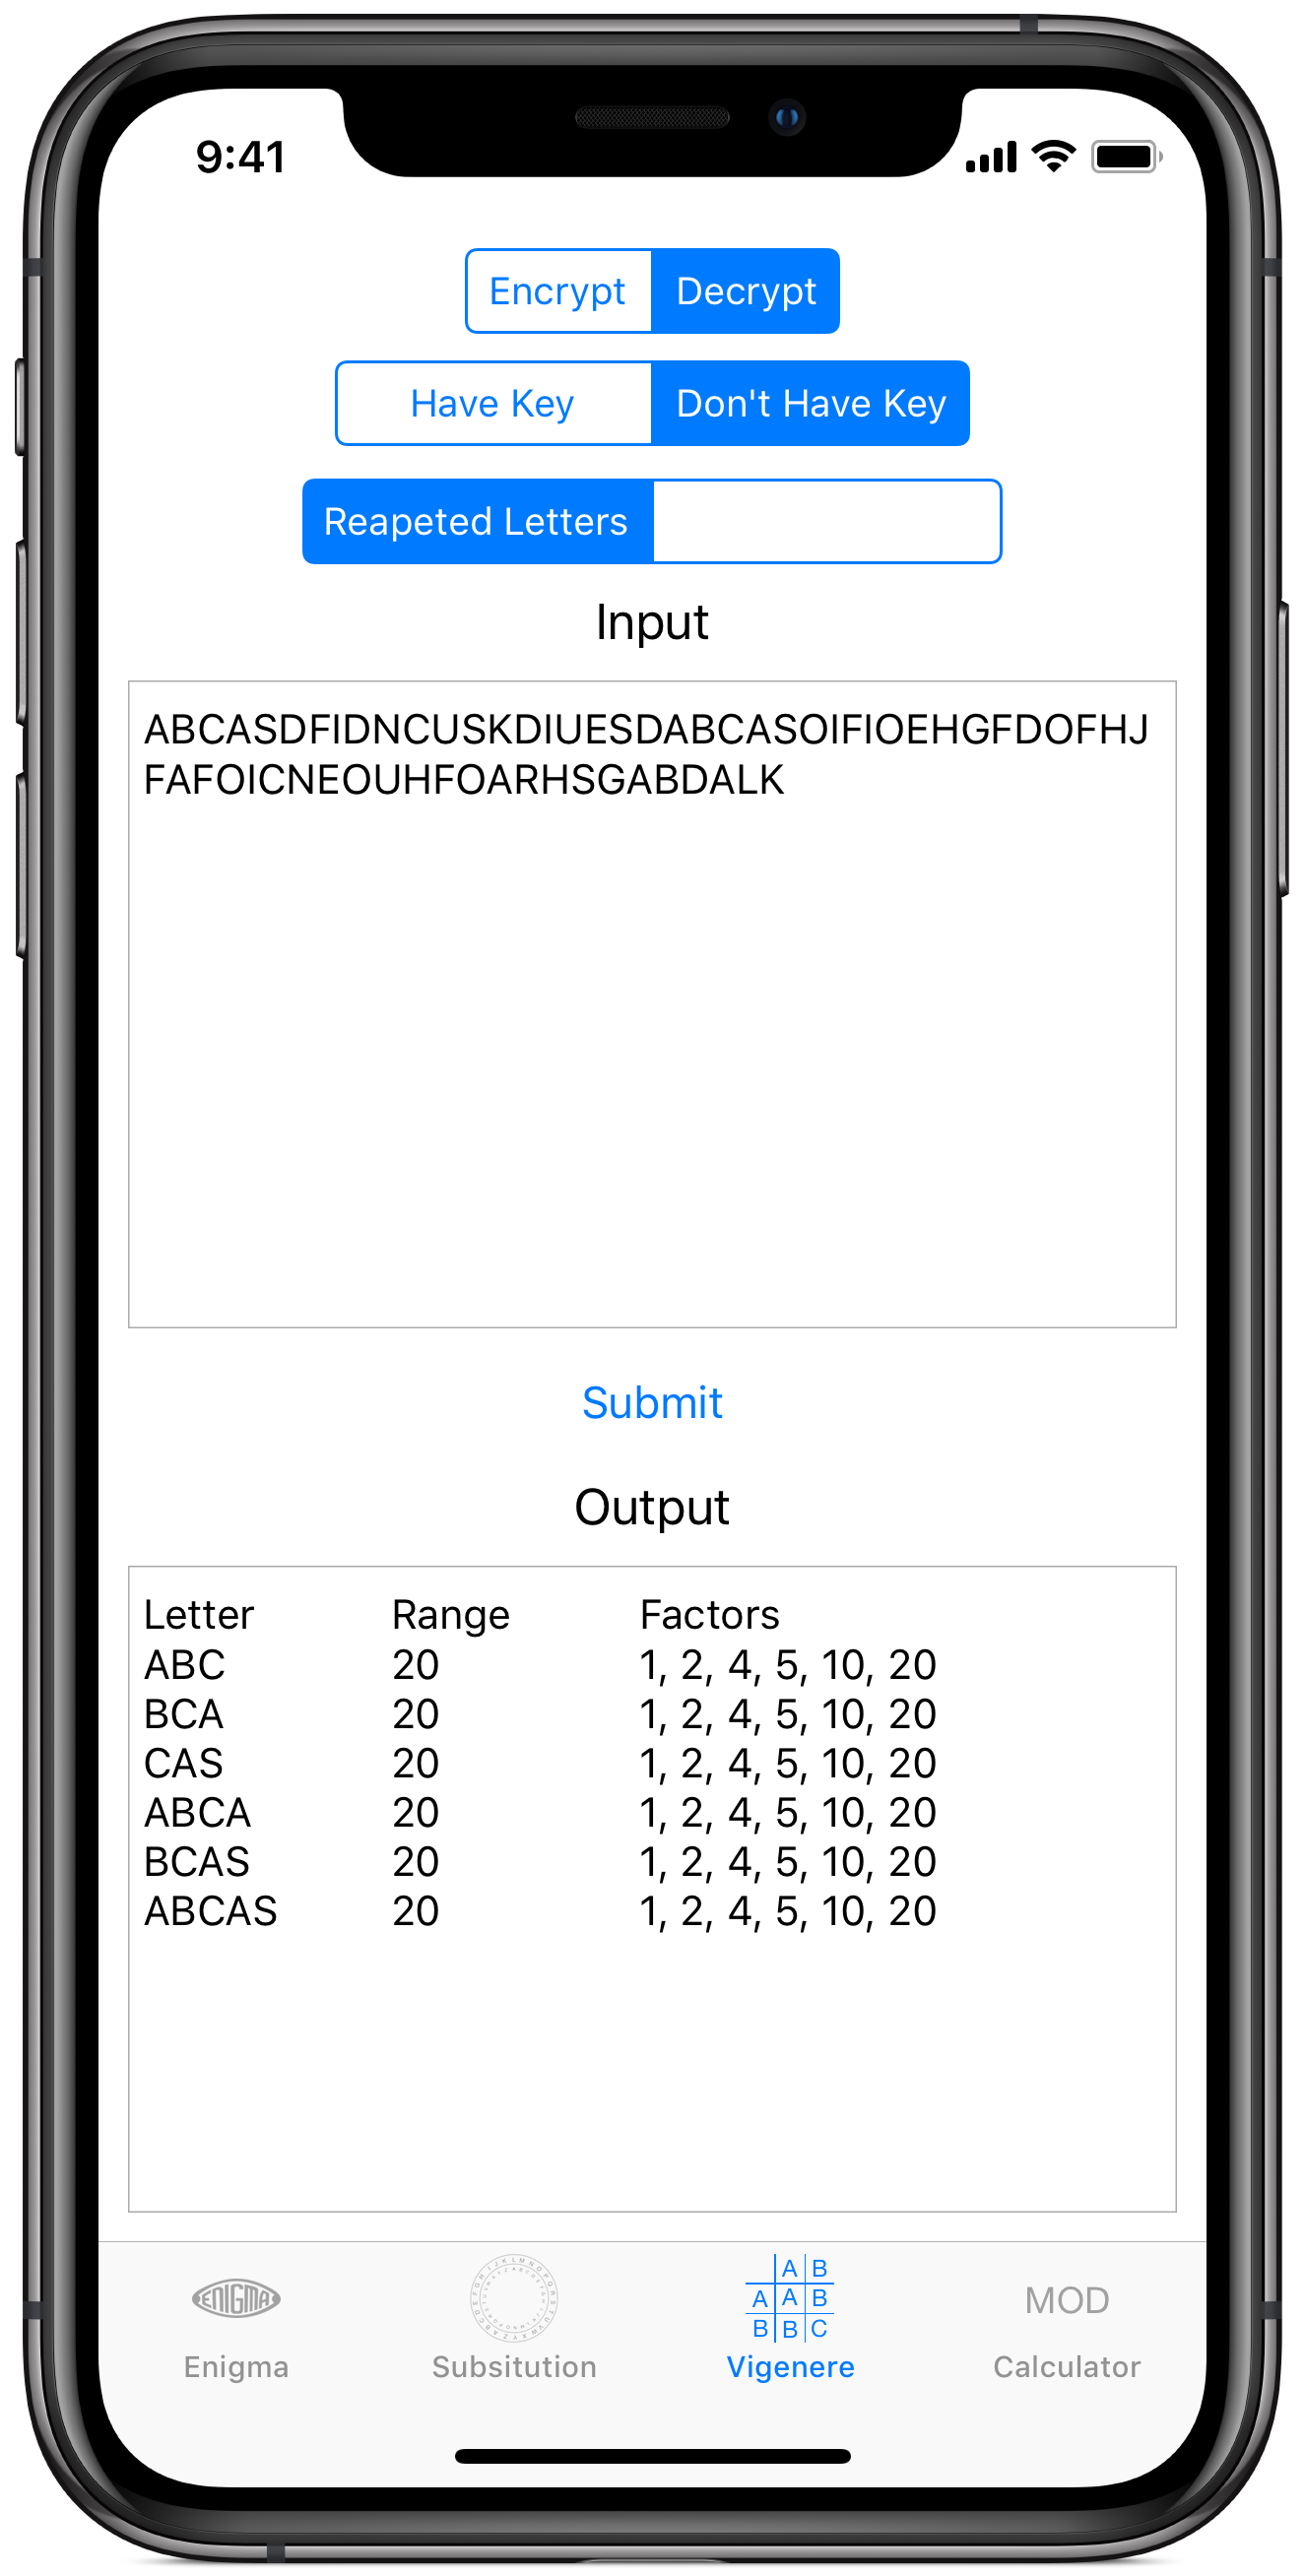 9:41
Encrypt Decrypt
Have Key Don't Have Key
Reapeted Letters
Input
ABCASDFIDNCUSKDIUESDABCASOIFIOEHGFDOFHJ
FAFOICNEOUHFOARHSGABDALK
Submit
Output
Letter Range Factors
ABC 20 1, 2, 4, 5, 10, 20
BCA 20 1, 2, 4, 5, 10, 20
CAS 20 1, 2, 4, 5, 10, 20
ABCA 20 1, 2, 4, 5, 10, 20
BCAS 20 1, 2, 4, 5, 10, 20
ABCAS 20 1, 2, 4, 5, 10, 20
A B
A A B
B B C
ENIGMA MOD
Enigma Subsitution Vigenere Calculator